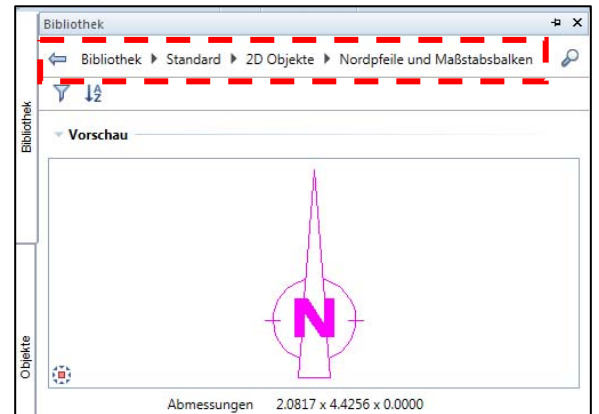 Bibliothek
Bibliothek Standard 2D Objekte Nordpfeile und Maßstabsbalken
Bibliothek
Vorschau
N
Objekte
Abmessungen 2.0817 x 4.4256 x 0.0000